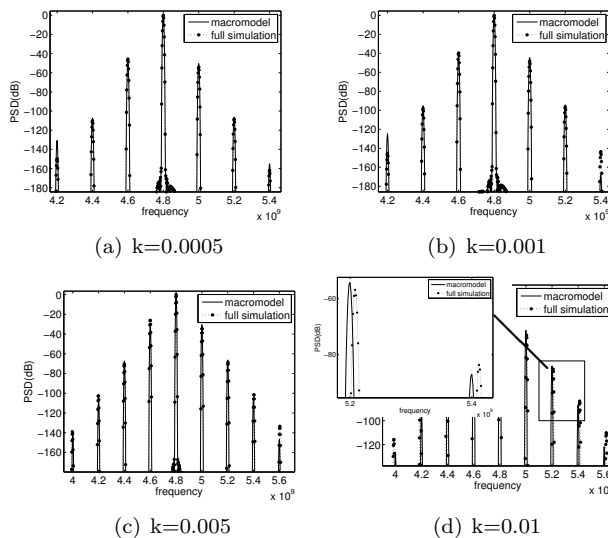 0
−20
−40
−60
−80
−100
−120
−140
−160
−180
PSD(dB)
macromodel
full simulation
4.2 4.4 4.6 4.8 5 5.2 5.4
frequency
x 10^9
(a) k=0.0005
0
−20
−40
−60
−80
−100
−120
−140
−160
−180
PSD(dB)
macromodel
full simulation
4.2 4.4 4.6 4.8 5 5.2 5.4
frequency
x 10^9
(b) k=0.001
0
−20
−40
−60
−80
−100
−120
−140
−160
PSD(dB)
macromodel
full simulation
4 4.2 4.4 4.6 4.8 5 5.2 5.4 5.6
frequency
x 10^9
(c) k=0.005
−60
−80
PSD(dB)
macromodel
full simulation
5.2 5.4
frequency
x 10^9
macromodel
full simulation
−100
−120
4 4.2 4.4 4.6 4.8 5 5.2 5.4 5.6
frequency
x 10^9
(d) k=0.01